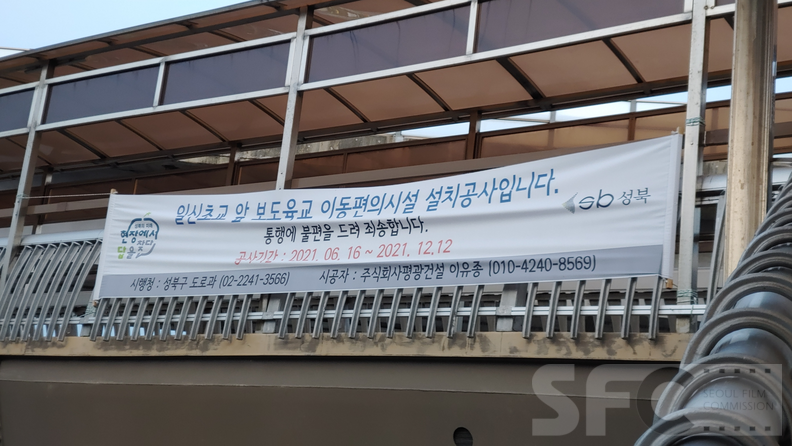 일신초교 앞 보도육교 이동편의시설 설치공사입니다.
통행에 불편을 드려 죄송합니다.
공사기간 : 2021. 06. 16 ~ 2021. 12. 12
시행청 : 성북구 도로과 (02-2241-3566) 시공자 : 주식회사평광건설 이유종 (010-4240-8569)
현장에서
답을 찾다
sb 성북
SFC
SEOUL FILM
COMMISSION